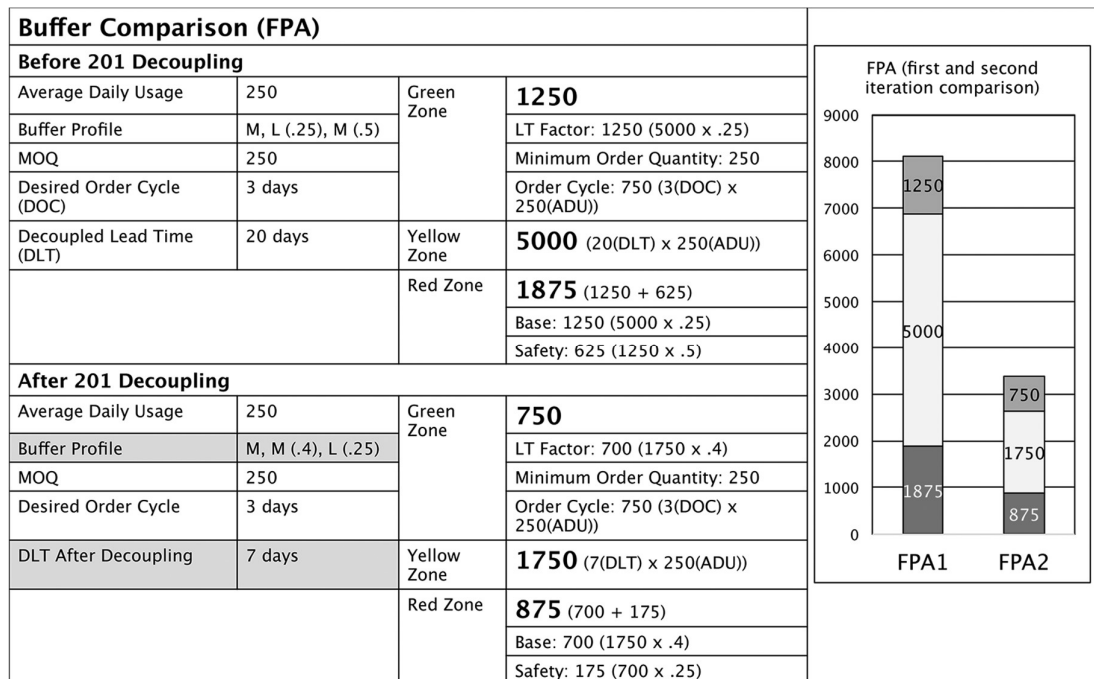 Buffer Comparison (FPA)
Before 201 Decoupling
Average Daily Usage 250 Green Zone 1250
Buffer Profile M, L (.25), M (.5) LT Factor: 1250 (5000 x .25)
MOQ 250 Minimum Order Quantity: 250
Desired Order Cycle (DOC) 3 days Order Cycle: 750 (3(DOC) x 250(ADU))
Decoupled Lead Time (DLT) 20 days Yellow Zone 5000 (20(DLT) x 250(ADU))
Red Zone 1875 (1250 + 625)
Base: 1250 (5000 x .25)
Safety: 625 (1250 x .5)
After 201 Decoupling
Average Daily Usage 250 Green Zone 750
Buffer Profile M, M (.4), L (.25) LT Factor: 700 (1750 x .4)
MOQ 250 Minimum Order Quantity: 250
Desired Order Cycle 3 days Order Cycle: 750 (3(DOC) x 250(ADU))
DLT After Decoupling 7 days Yellow Zone 1750 (7(DLT) x 250(ADU))
Red Zone 875 (700 + 175)
Base: 700 (1750 x .4)
Safety: 175 (700 x .25)
FPA (first and second
iteration comparison)
9000
8000
1250
7000
6000
5000
5000
4000
3000
750
2000
1750
1000
1875
875
0
FPA1 FPA2